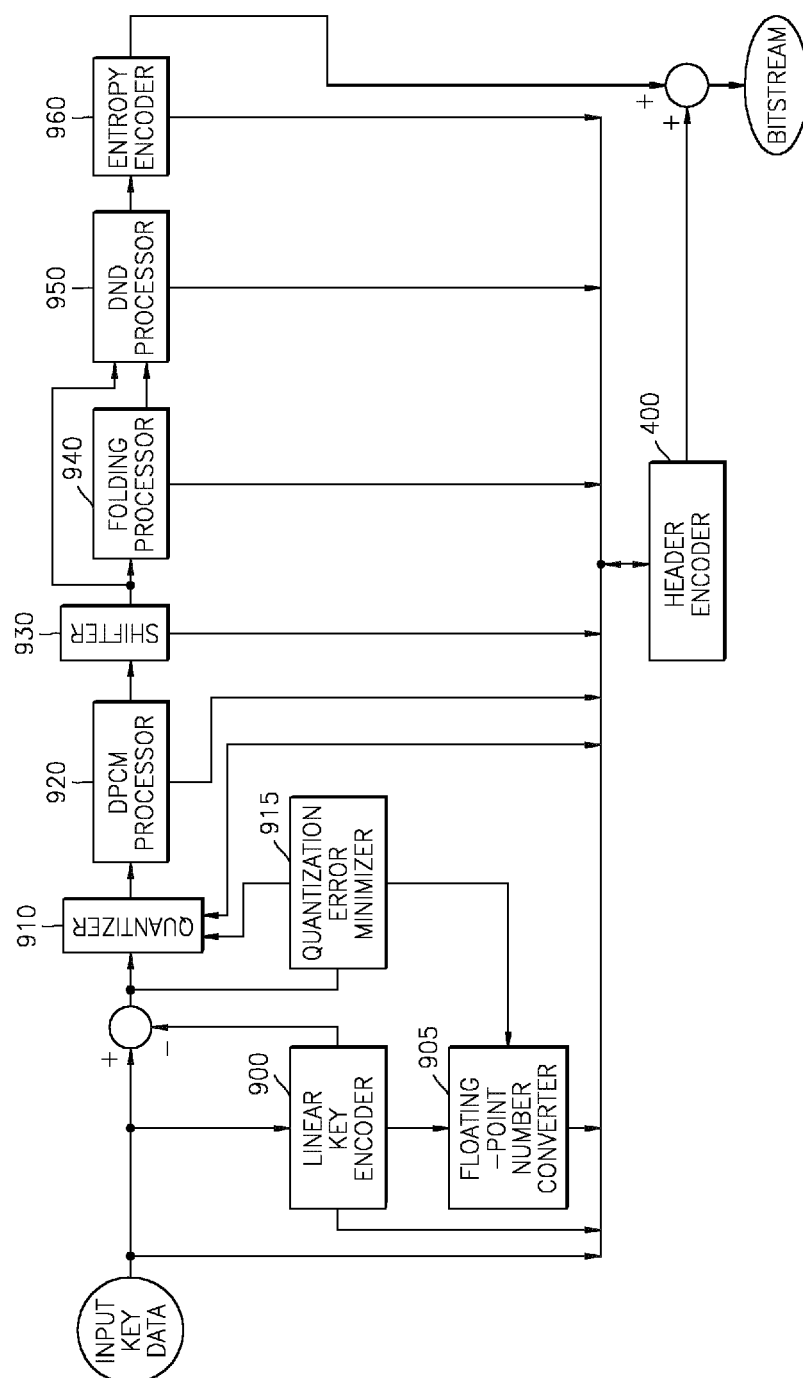 INPUT
KEY
DATA
+
-
900
LINEAR
KEY
ENCODER
905
FLOATING
-POINT
NUMBER
CONVERTER
910
QUANTIZER
915
QUANTIZATION
ERROR
MINIMIZER
920
DPCM
PROCESSOR
930
SHIFTER
940
FOLDING
PROCESSOR
950
DND
PROCESSOR
960
ENTROPY
ENCODER
400
HEADER
ENCODER
+
+
BITSTREAM